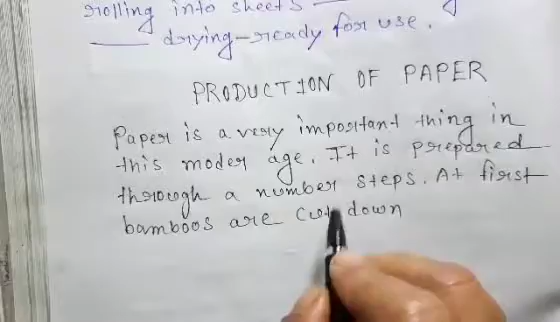 rolling into sheets
drying-ready for use.
PRODUCTION OF PAPER
Paper is a very important thing in
this moder age. It is prepared
through a number steps. At first
bamboos are cut down